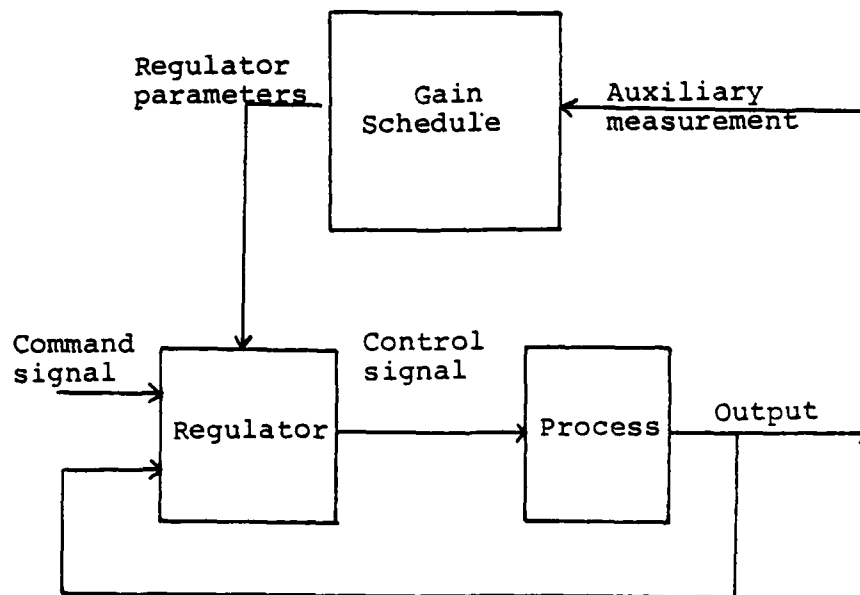 Regulator
parameters
Gain
Schedule
Auxiliary
measurement
Command
signal
Control
signal
Regulator
Process
Output